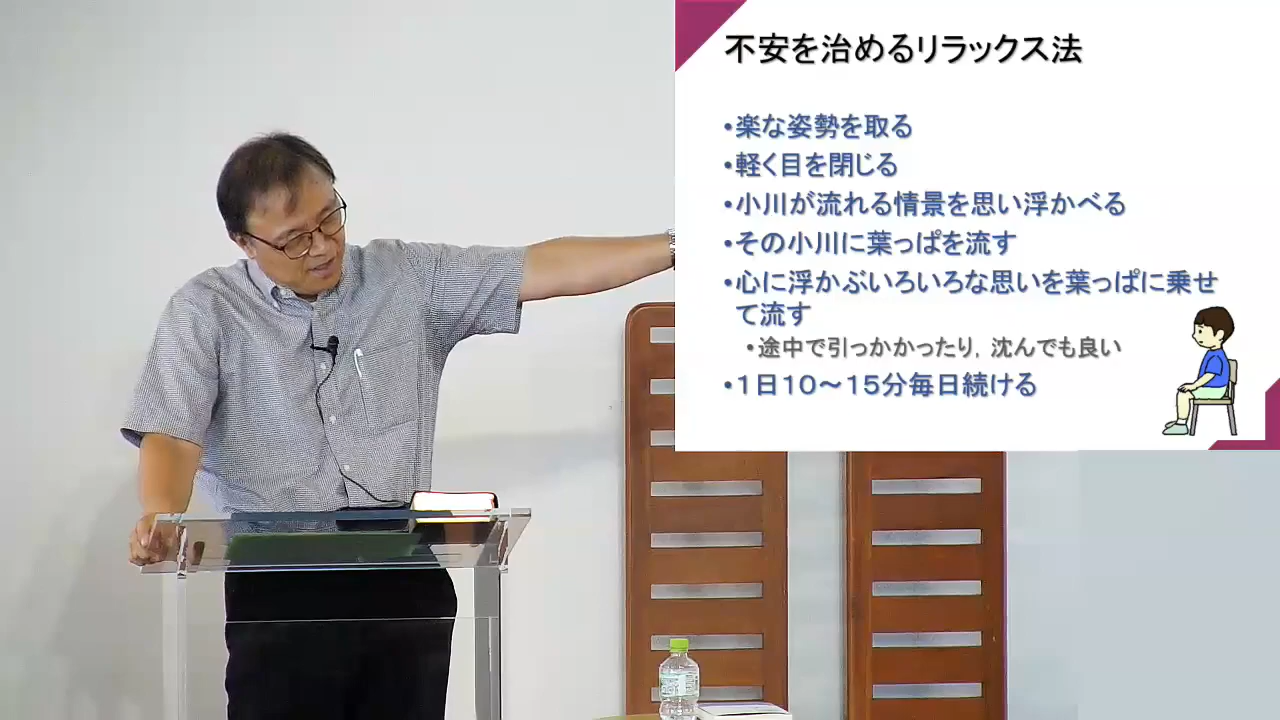 不安を治めるリラックス法
•楽な姿勢を取る
•軽く目を閉じる
•小川が流れる情景を思い浮かべる
•その小川に葉っぱを流す
•心に浮かぶいろいろな思いを葉っぱに乗せ
て流す
•途中で引っかかったり，沈んでも良い
•１日１０～１５分毎日続ける